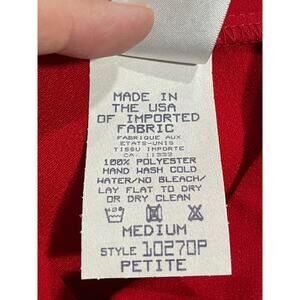 MADE IN
THE USA
OF IMPORTED
FABRIC
FABRIQUE AUX
ETATS-UNIS
TISSU IMPORTE
CA
100% POLYESTER
HAND WASH COLD
WATER/NO BLEACH/
LAY FLAT TO DRY
OR DRY CLEAN
MEDIUM
STYLE 10270P
PETITE